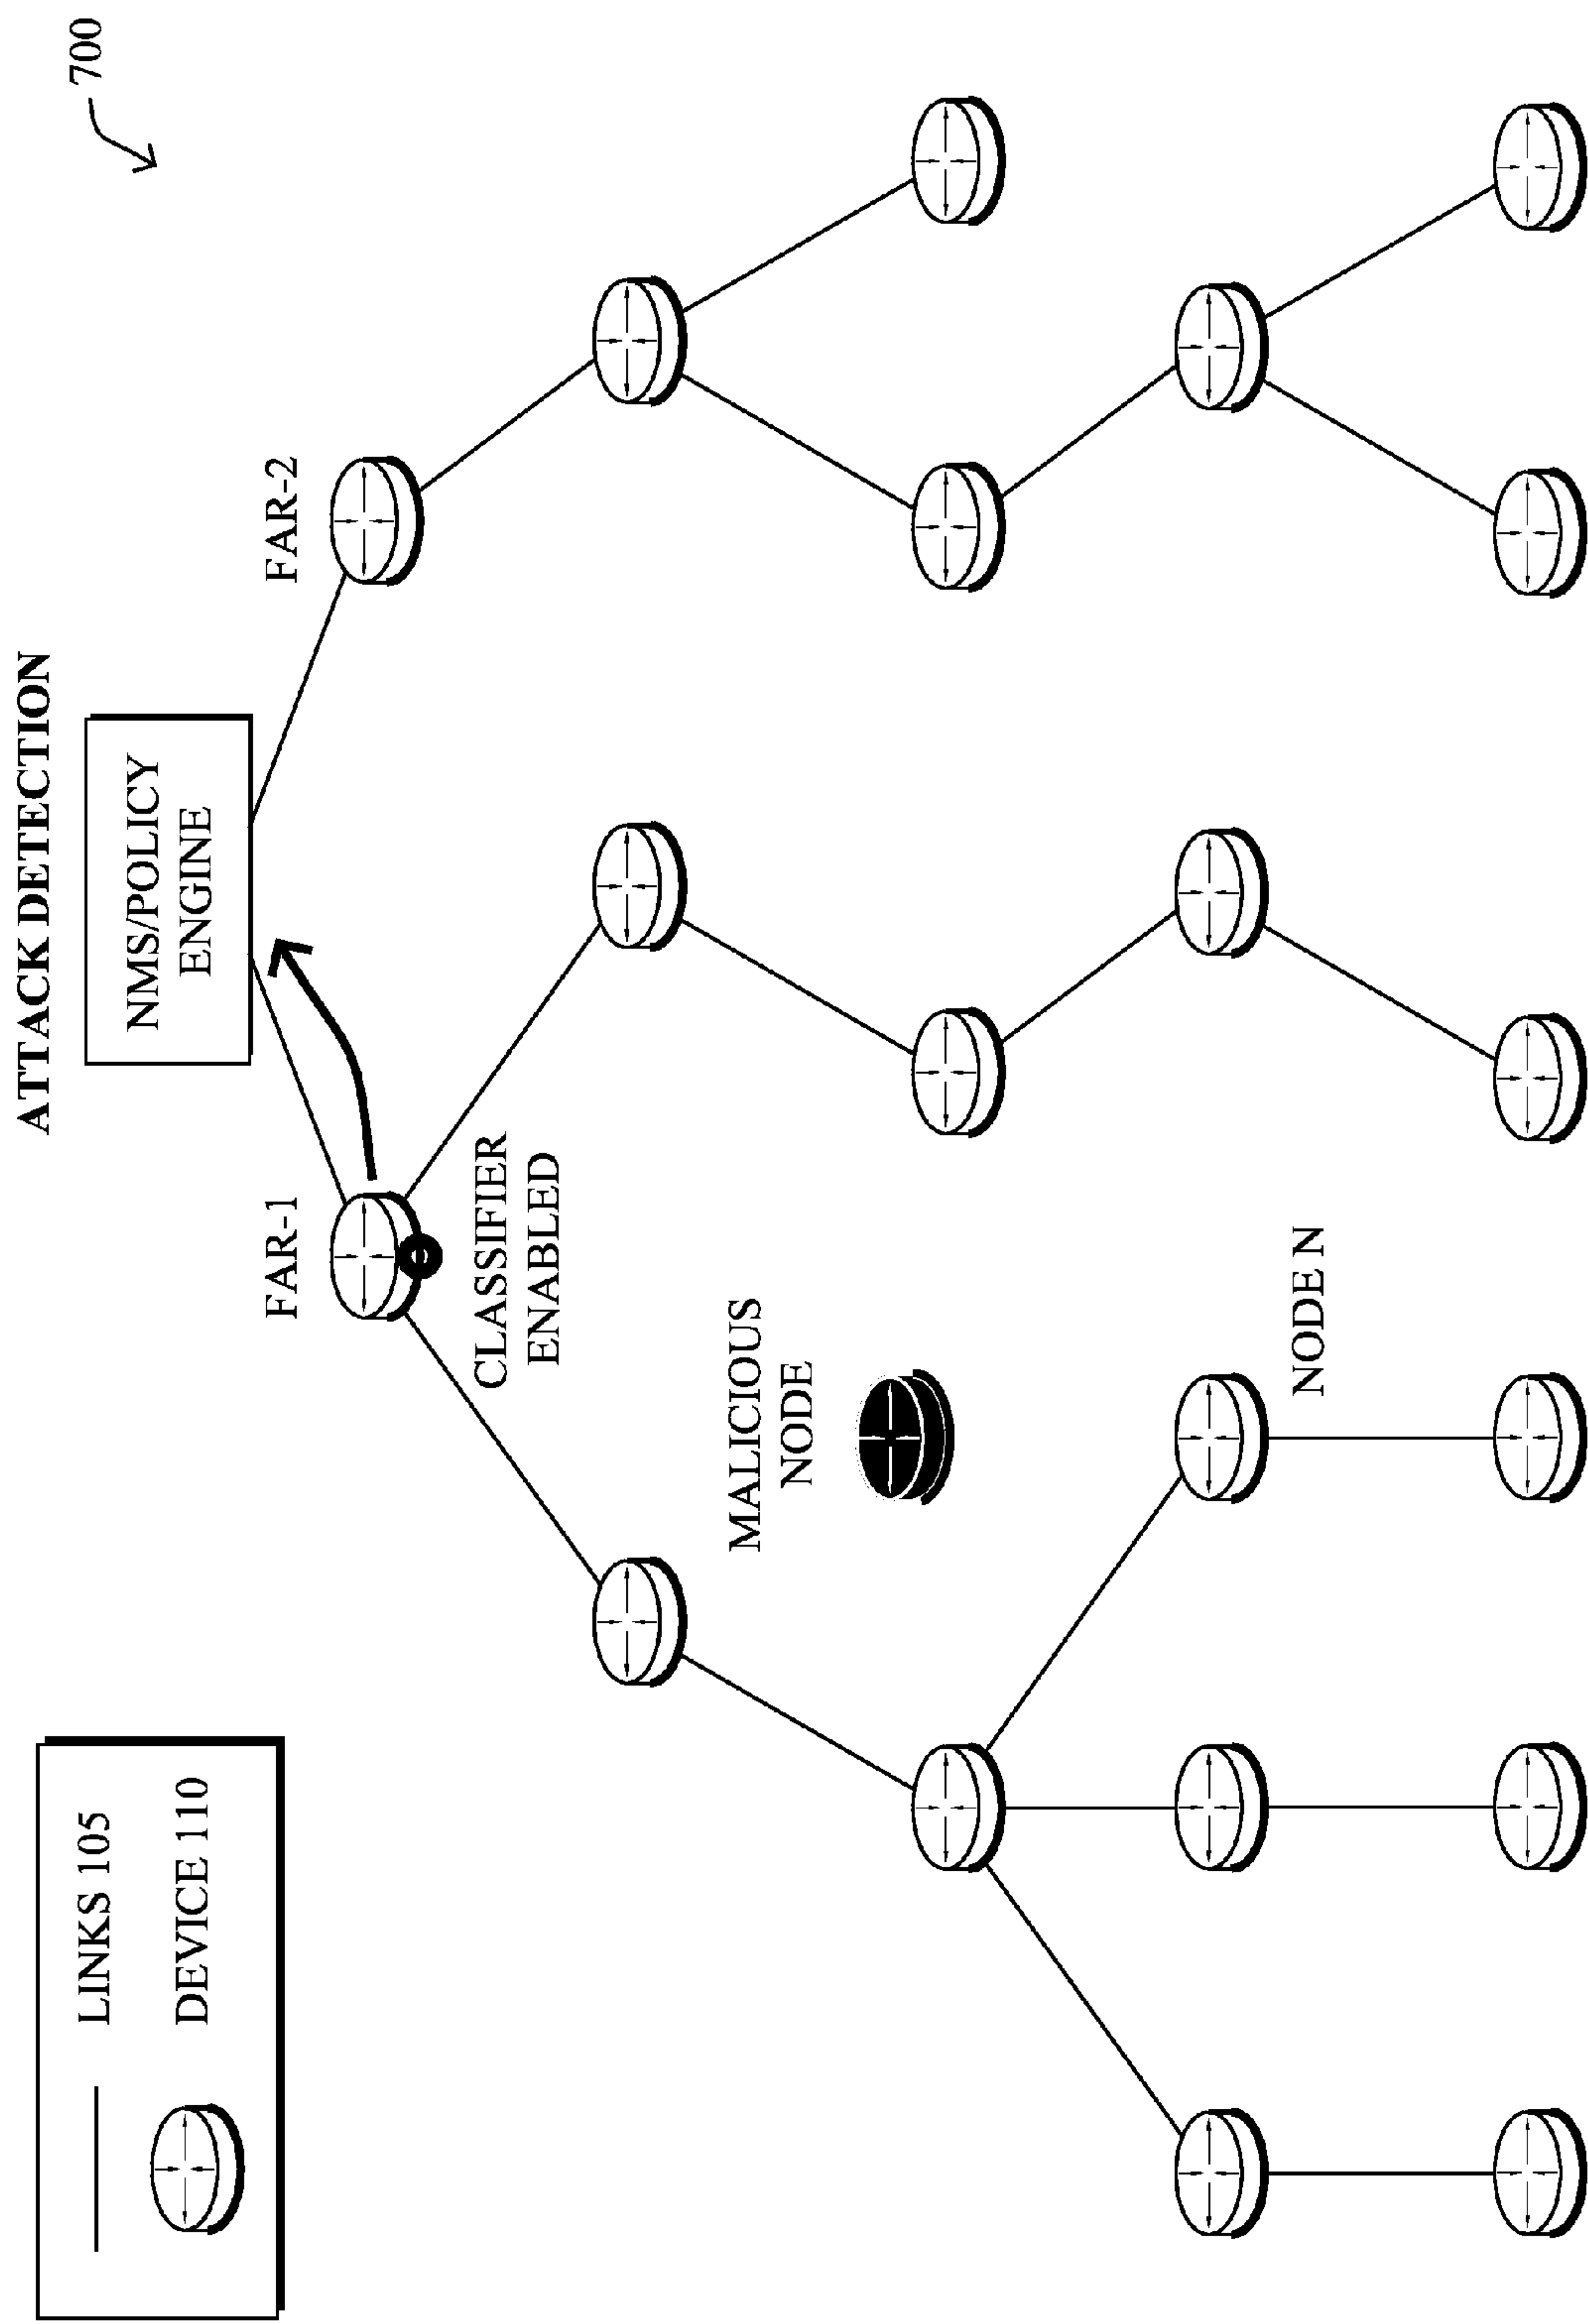 LINKS 105
DEVICE 110
ATTACK DETECTION
700
NMS/POLICY
ENGINE
FAR-1
FAR-2
CLASSIFIER
ENABLED
MALICIOUS
NODE
NODE N